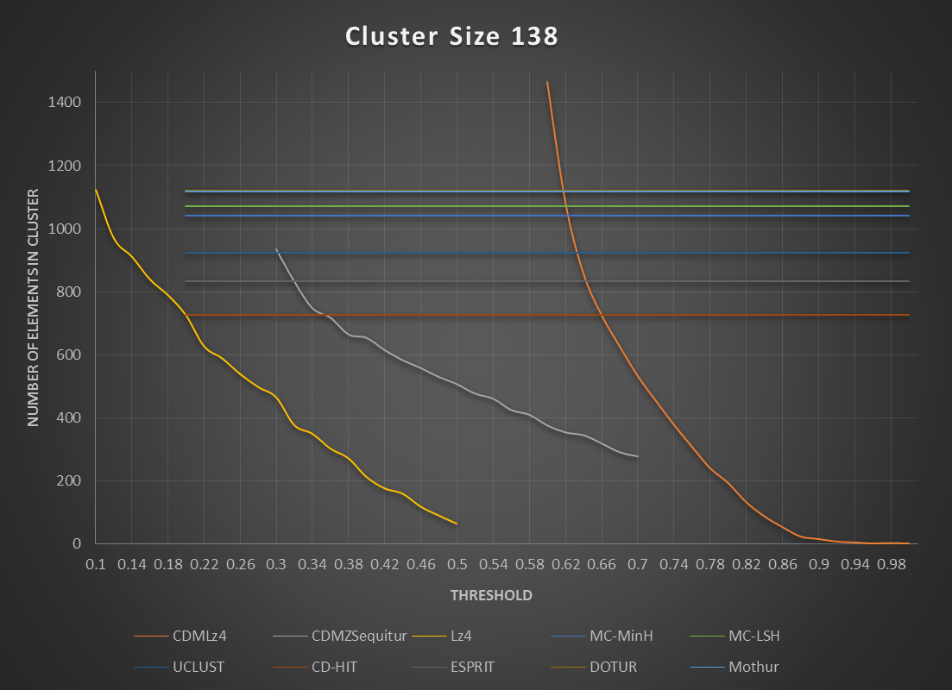 Cluster Size 138
NUMBER OF ELEMENTS IN CLUSTER
1400
1200
1000
800
600
400
200
0
0.1 0.14 0.18 0.22 0.26 0.3 0.34 0.38 0.42 0.46 0.5 0.54 0.58 0.62 0.66 0.7 0.74 0.78 0.82 0.86 0.9 0.94 0.98
THRESHOLD
CDMLz4 CDMZSequitur Lz4 MC-MinH MC-LSH
UCLUST CD-HIT ESPRIT DOTUR Mothur